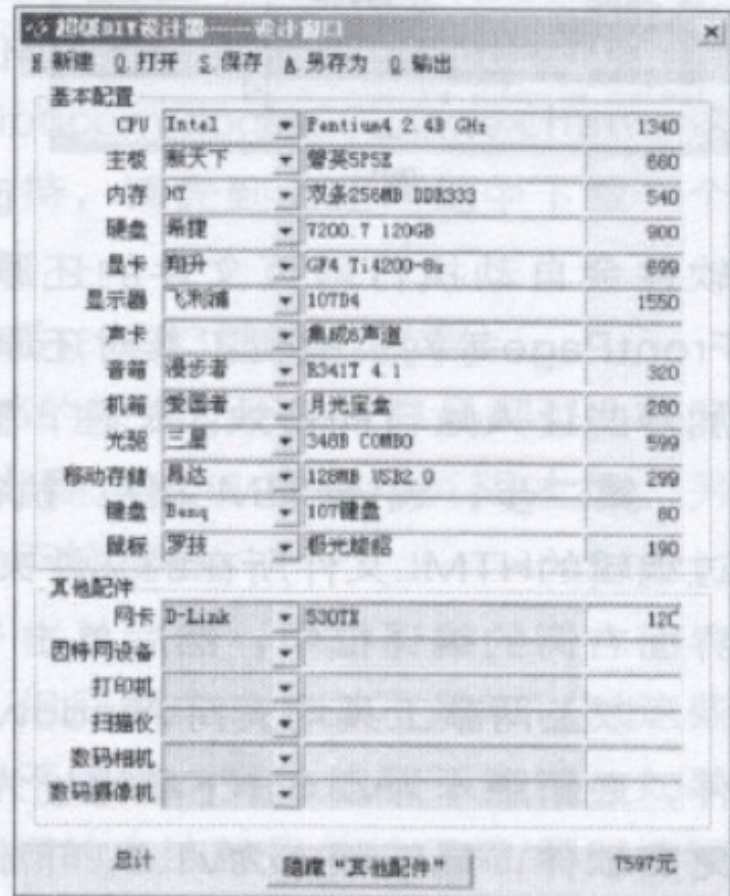 超级DIY设计器——设计窗口
N 新建 O 打开 S 保存 A 另存为 Q 输出
基本配置
CPU Intel Pentium4 2.4B GHz 1340
主板 磐英5P5E 660
内存 HY 双条256MB DDR333 540
硬盘 希捷 7200.7 120GB 900
显卡 翔升 GF4 Ti4200-8x 699
显示器 飞利浦 107D4 1550
声卡 集成6声道
音箱 漫步者 R341T 4.1 320
机箱 爱国者 月光宝盒 280
光驱 三星 348B COMBO 599
移动存储 昌达 128MB USB2.0 299
键盘 Benq 107键盘 60
鼠标 罗技 极光旋貂 190
其他配件
网卡 D-Link 530TX 120
因特网设备
打印机
扫描仪
数码相机
数码摄像机
总计 隐藏“其他配件” 7597元